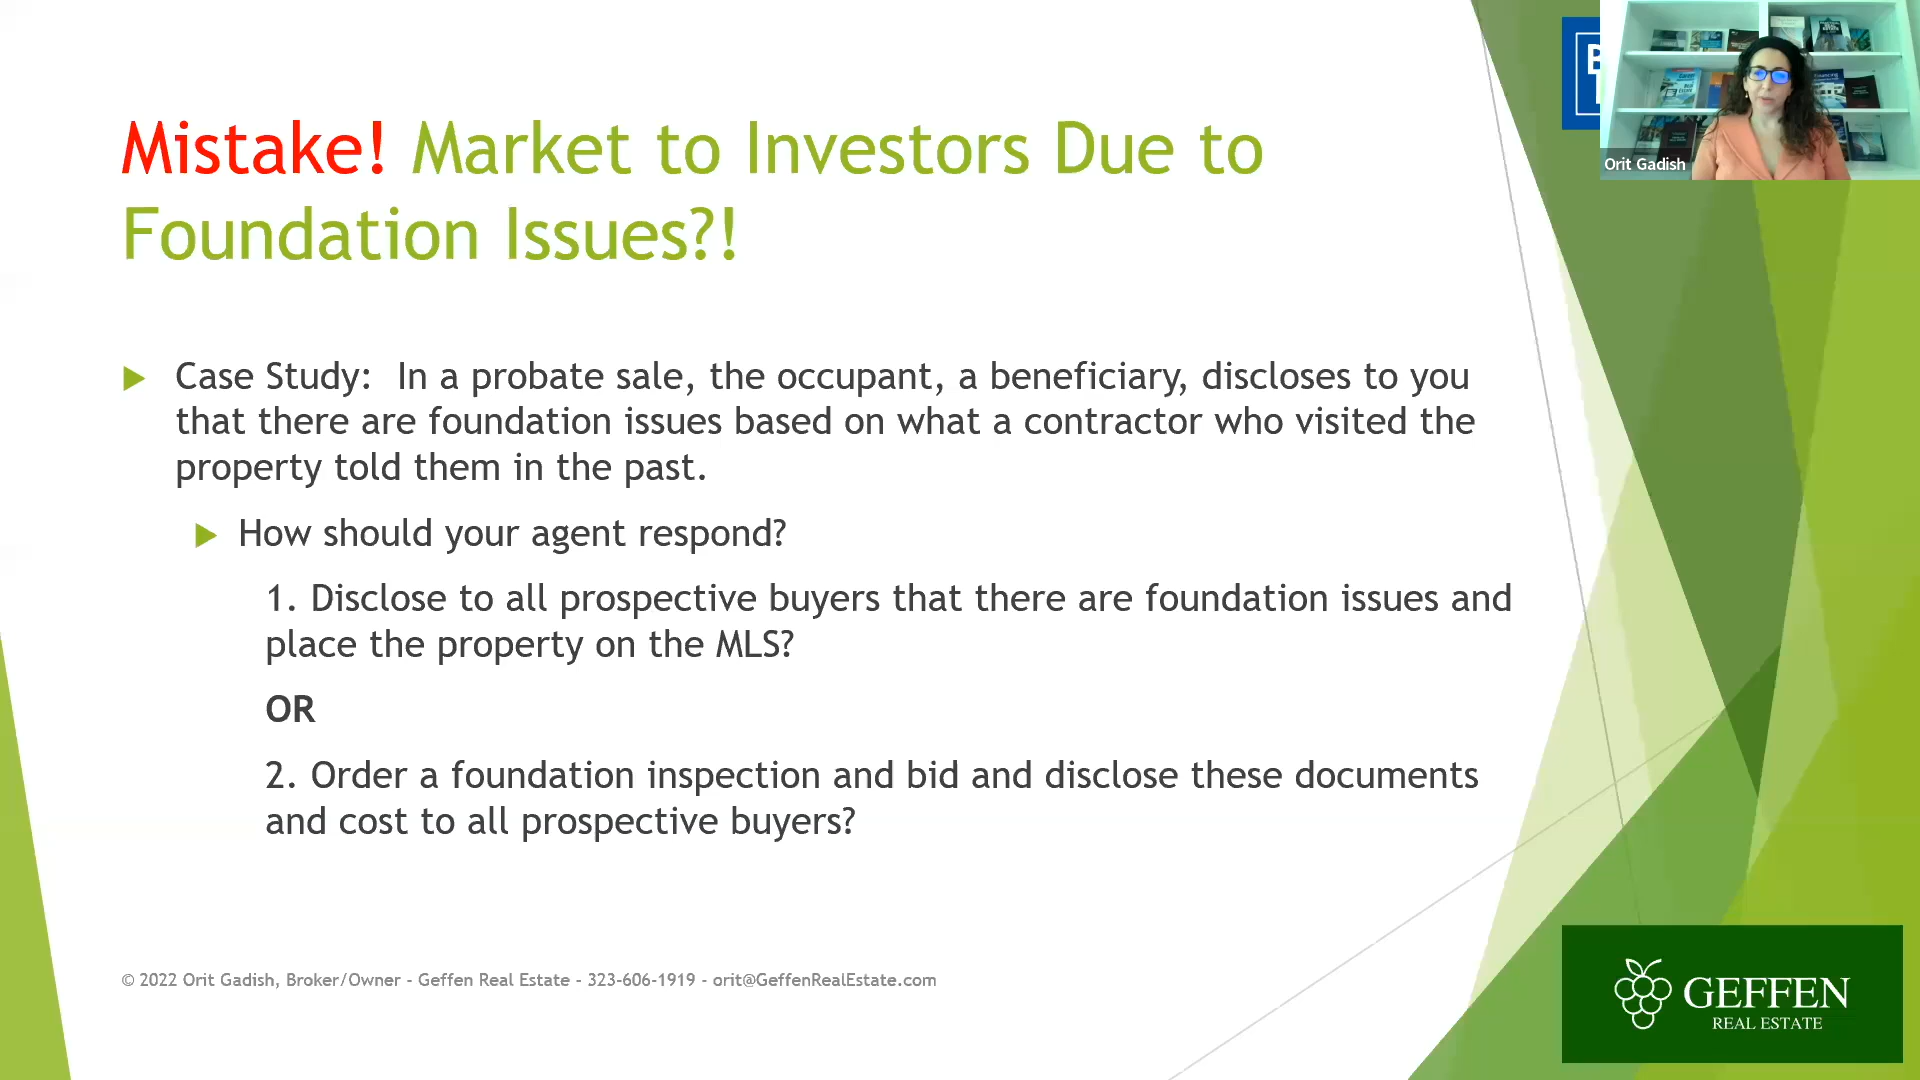 Mistake! Market to Investors Due to
Foundation Issues?!
Orit Gadish
Case Study: In a probate sale, the occupant, a beneficiary, discloses to you
that there are foundation issues based on what a contractor who visited the
property told them in the past.
How should your agent respond?
1. Disclose to all prospective buyers that there are foundation issues and
place the property on the MLS?
OR
2. Order a foundation inspection and bid and disclose these documents
and cost to all prospective buyers?
© 2022 Orit Gadish, Broker/Owner - Geffen Real Estate - 323-606-1919 - orit@GeffenRealEstate.com
GEFFEN
REAL ESTATE